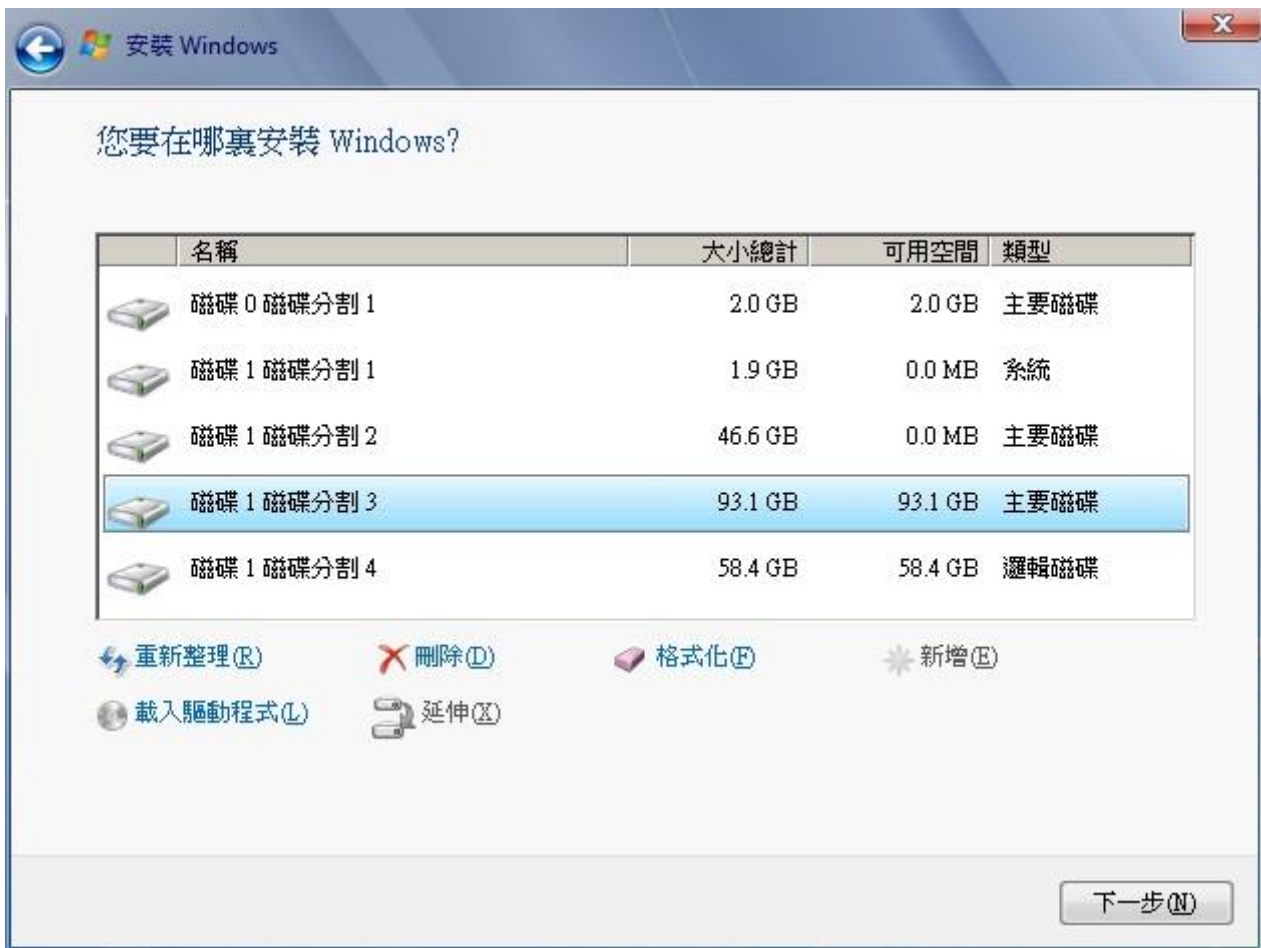 安裝 Windows
您要在哪裏安裝 Windows?
名稱 大小總計 可用空間 類型
磁碟 0 磁碟分割 1 2.0 GB 2.0 GB 主要磁碟
磁碟 1 磁碟分割 1 1.9 GB 0.0 MB 系統
磁碟 1 磁碟分割 2 46.6 GB 0.0 MB 主要磁碟
磁碟 1 磁碟分割 3 93.1 GB 93.1 GB 主要磁碟
磁碟 1 磁碟分割 4 58.4 GB 58.4 GB 邏輯磁碟
重新整理(R) 刪除(D) 格式化(F) 新增(E)
載入驅動程式(L) 延伸(X)
下一步(N)